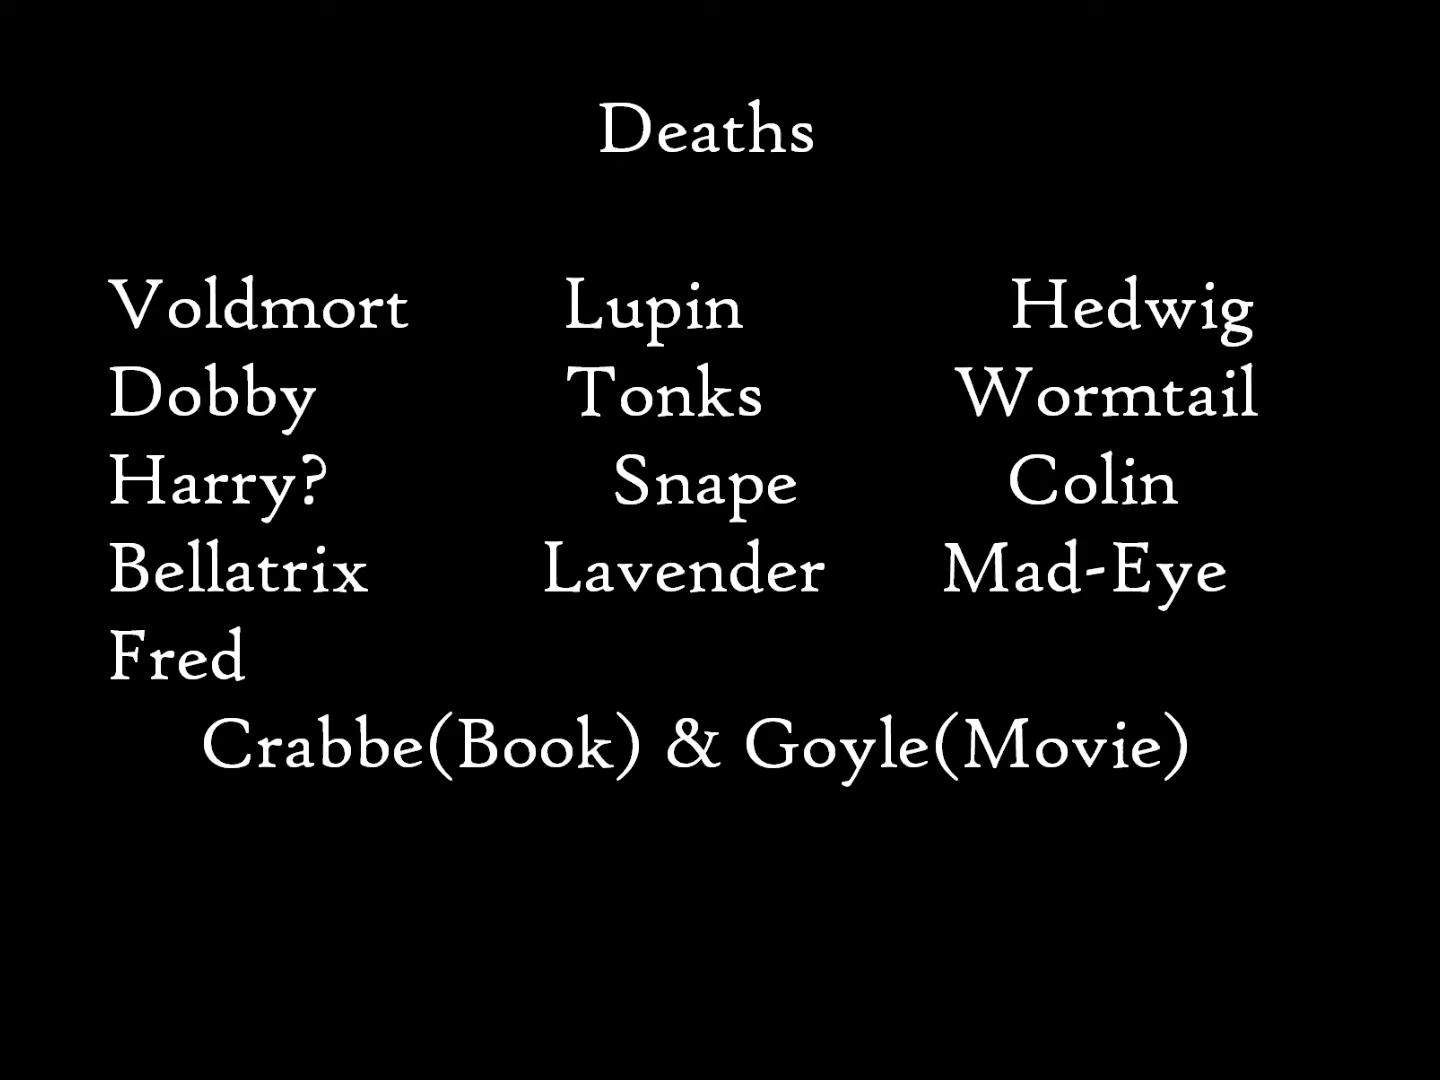 Deaths
Voldmort Lupin Hedwig
Dobby Tonks Wormtail
Harry? Snape Colin
Bellatrix Lavender Mad-Eye
Fred
Crabbe(Book) & Goyle(Movie)